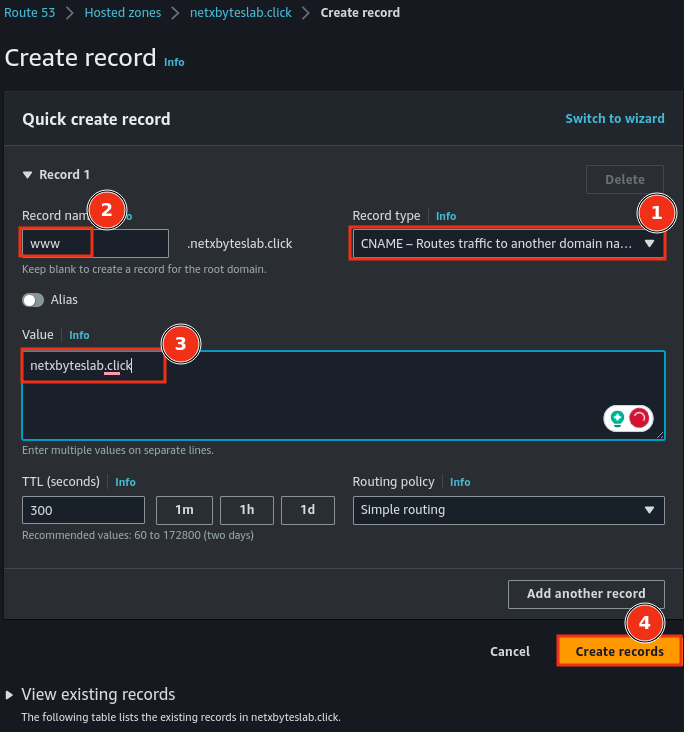 Route 53 > Hosted zones > netxbyteslab.click > Create record
Create record Info
Quick create record Switch to wizard
Record 1 Delete
2 1
Record nam fo Record type Info
www .netxbyteslab.click CNAME – Routes traffic to another domain na...
Keep blank to create a record for the root domain.
Alias
Value Info 3
netxbyteslab.click
Enter multiple values on separate lines.
TTL (seconds) Info Routing policy Info
300 1m 1h 1d Simple routing
Recommended values: 60 to 172800 (two days)
Add another record
4
Cancel Create records
View existing records
The following table lists the existing records in netxbyteslab.click.